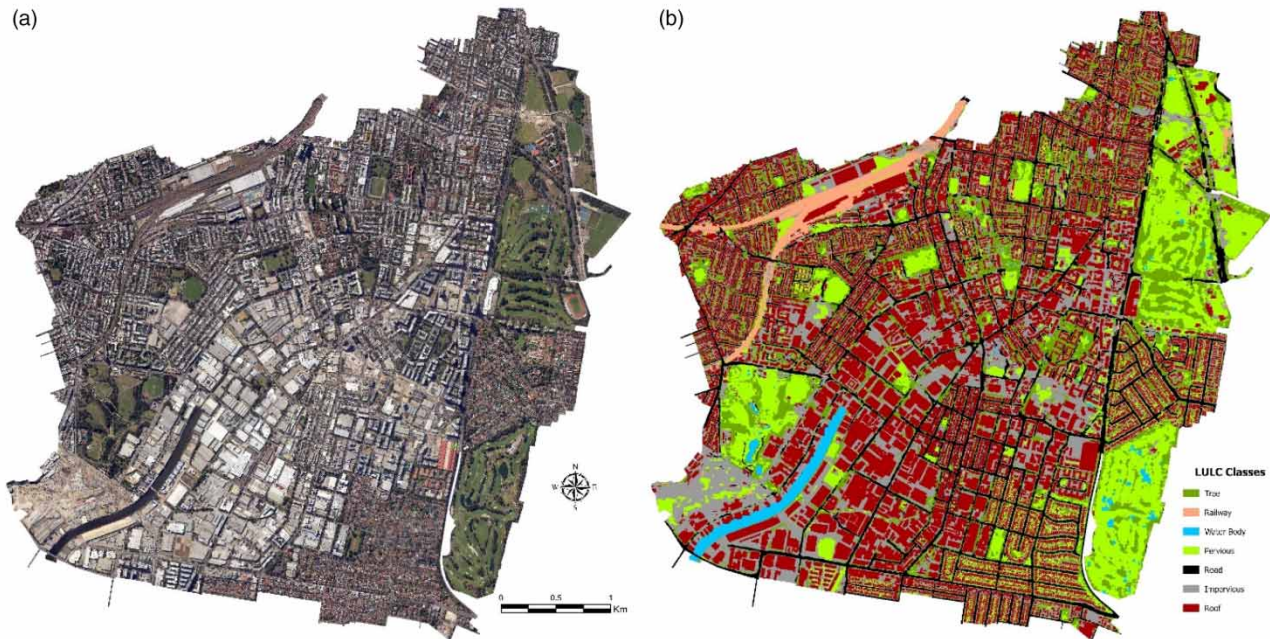 (a)
(b)
N
W
S
0 0.5 1
Km
LULC Classes
Tree
Railway
Water Body
Pervious
Road
Impervious
Roof